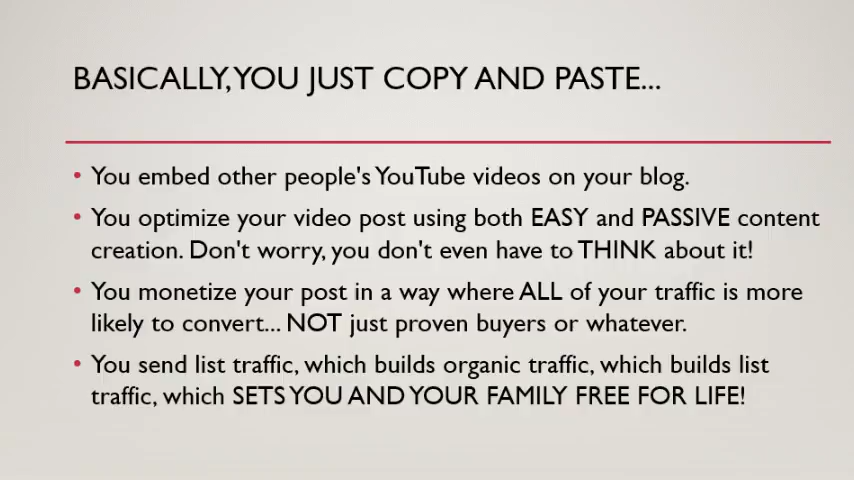 BASICALLY, YOU JUST COPY AND PASTE...
• You embed other people's YouTube videos on your blog.
• You optimize your video post using both EASY and PASSIVE content
creation. Don't worry, you don't even have to THINK about it!
• You monetize your post in a way where ALL of your traffic is more
likely to convert... NOT just proven buyers or whatever.
• You send list traffic, which builds organic traffic, which builds list
traffic, which SETS YOU AND YOUR FAMILY FREE FOR LIFE!